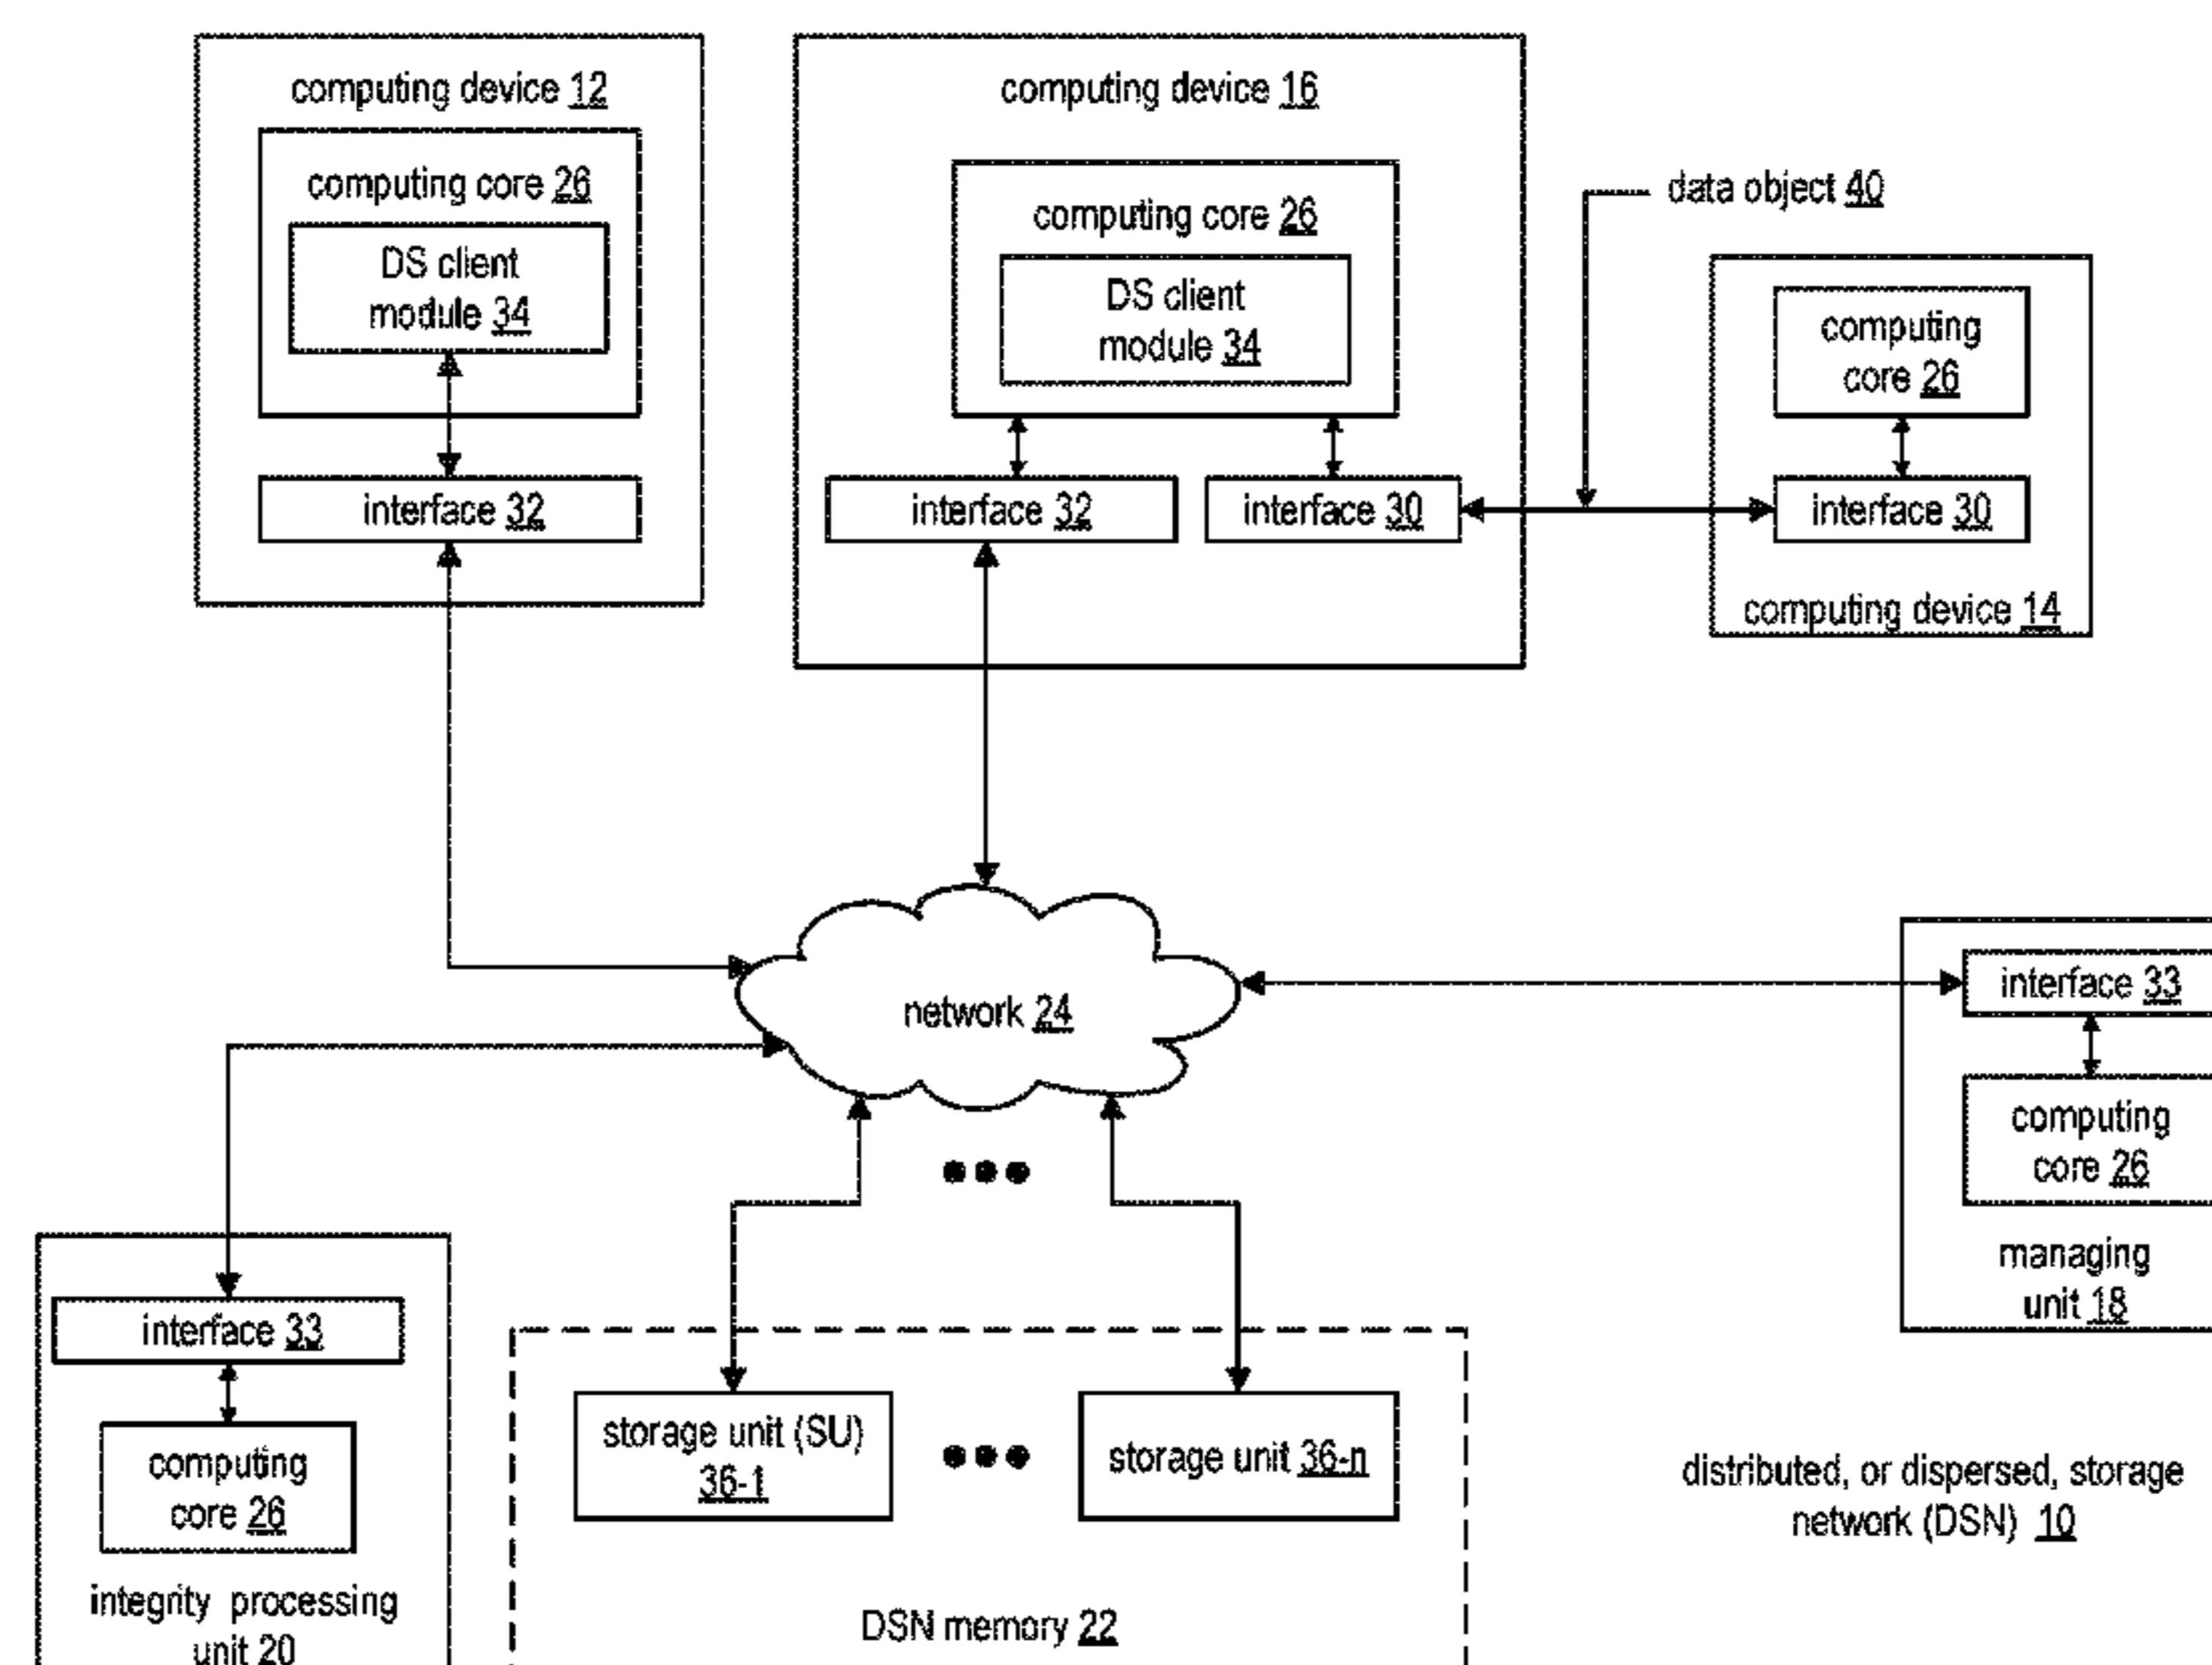 computing device 12
computing core 26
DS client
module 34
interface 32
computing device 16
computing core 26
DS client
module 34
interface 32
interface 30
data object 40
computing
core 26
interface 30
computing device 14
network 24
interface 33
computing
core 26
managing
unit 18
interface 33
computing
core 26
integrity processing
unit 20
storage unit (SU)
36-1
storage unit 36-n
DSN memory 22
distributed, or dispersed, storage
network (DSN) 10